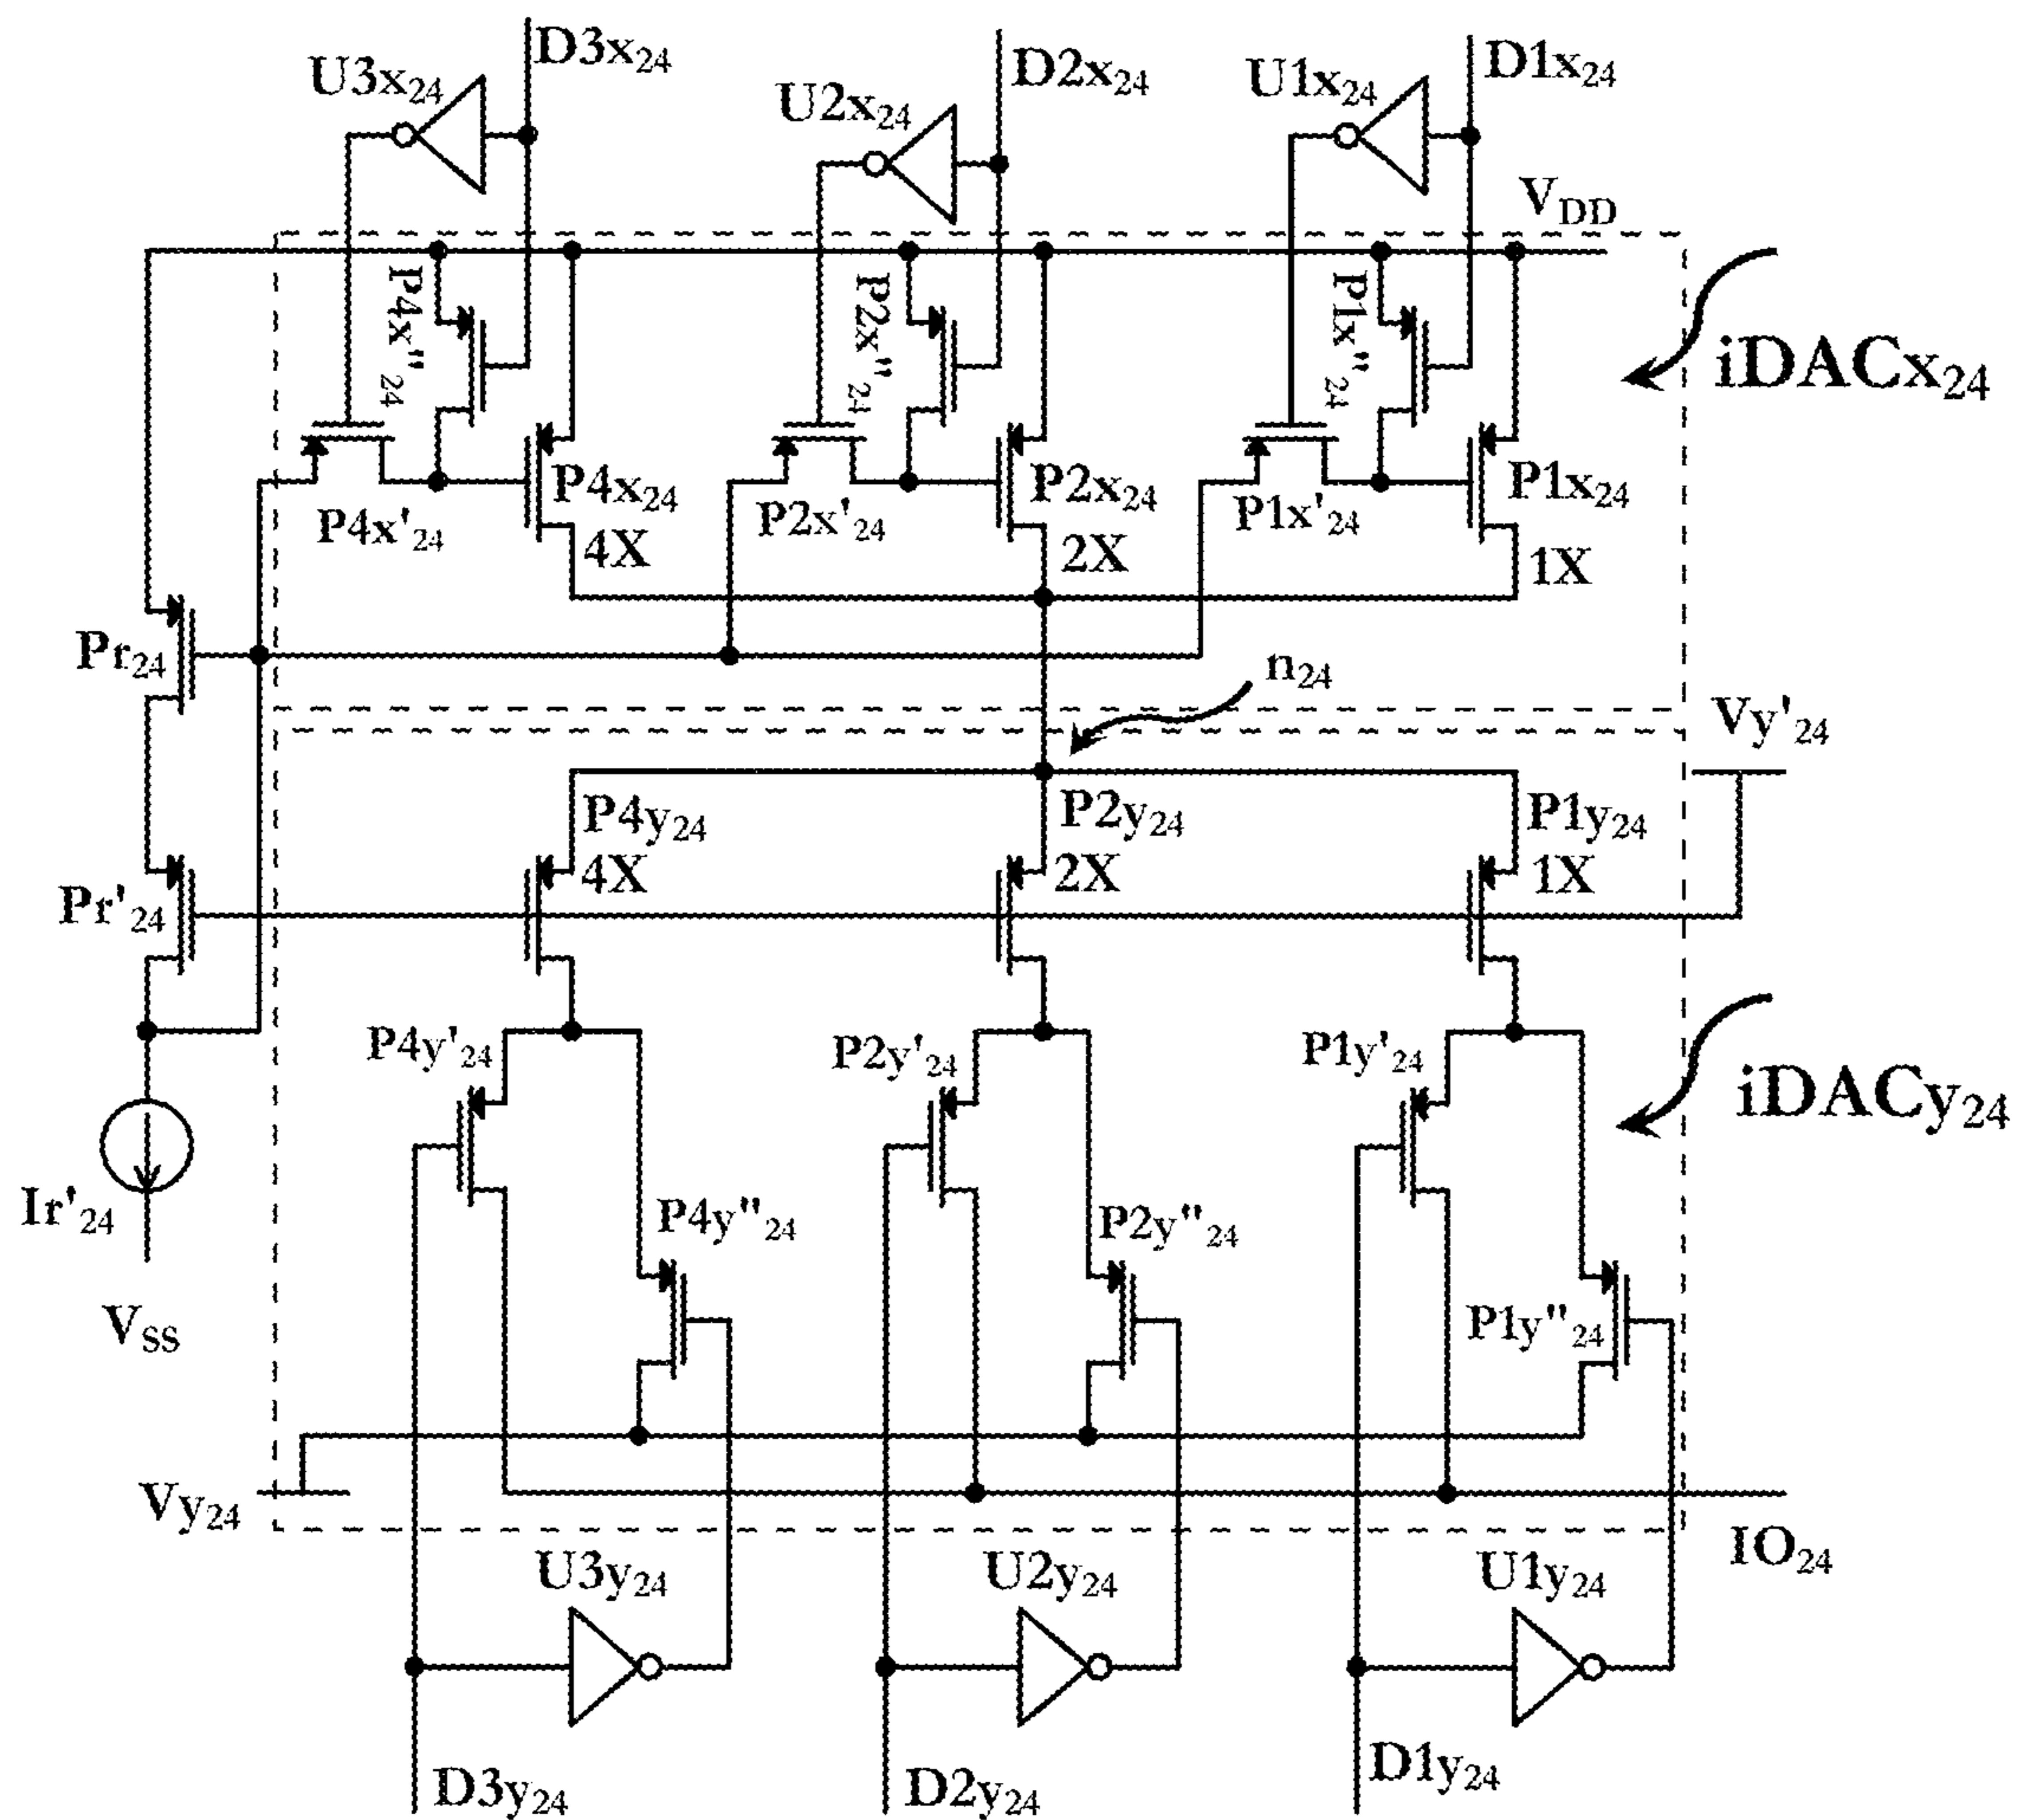 D3x24
U3x24
D2x24
U2x24
D1x24
U1x24
VDD
P4x"24
P2x"24
P1x"24
iDACx24
P4x24
P2x24
P1x24
P4x'24
P2x'24
P1x'24
4X
2X
1X
Pr24
n24
Vy'24
P4y24
P2y24
P1y24
4X
2X
1X
Pr'24
P4y'24
P2y'24
P1y'24
iDACy24
Ir'24
P4y"24
P2y"24
P1y"24
VSS
Vy24
IO24
U3y24
U2y24
U1y24
D3y24
D2y24
D1y24